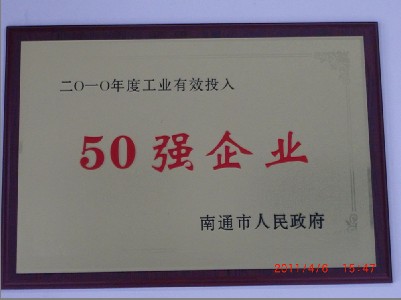 二〇一〇年度工业有效投入
50强企业
南通市人民政府
2011/4/6 15:47